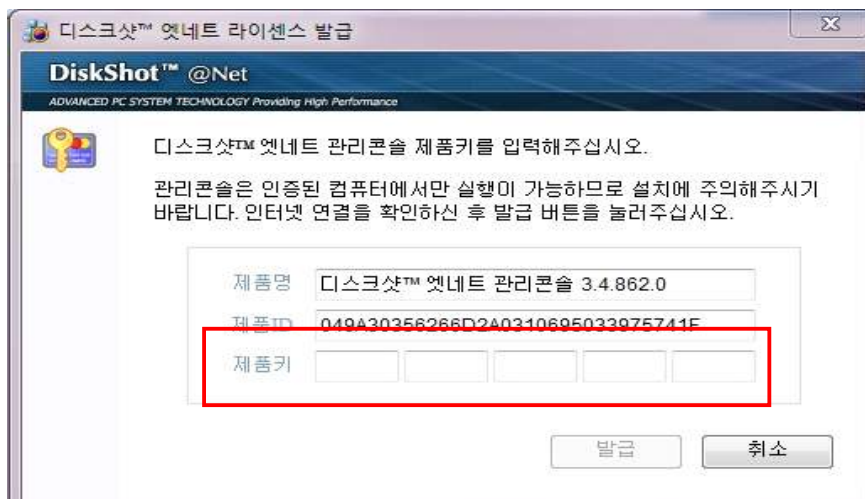 디스크샷™ 엣네트 라이센스 발급
DiskShot™ @Net
ADVANCED PC SYSTEM TECHNOLOGY Providing High Performance
디스크샷™ 엣네트 관리콘솔 제품키를 입력해주십시오.
관리콘솔은 인증된 컴퓨터에서만 실행이 가능하므로 설치에 주의해주시기
바랍니다. 인터넷 연결을 확인하신 후 발급 버튼을 눌러주십시오.
제품명 디스크샷™ 엣네트 관리콘솔 3.4.862.0
제품ID
제품키
발급 취소